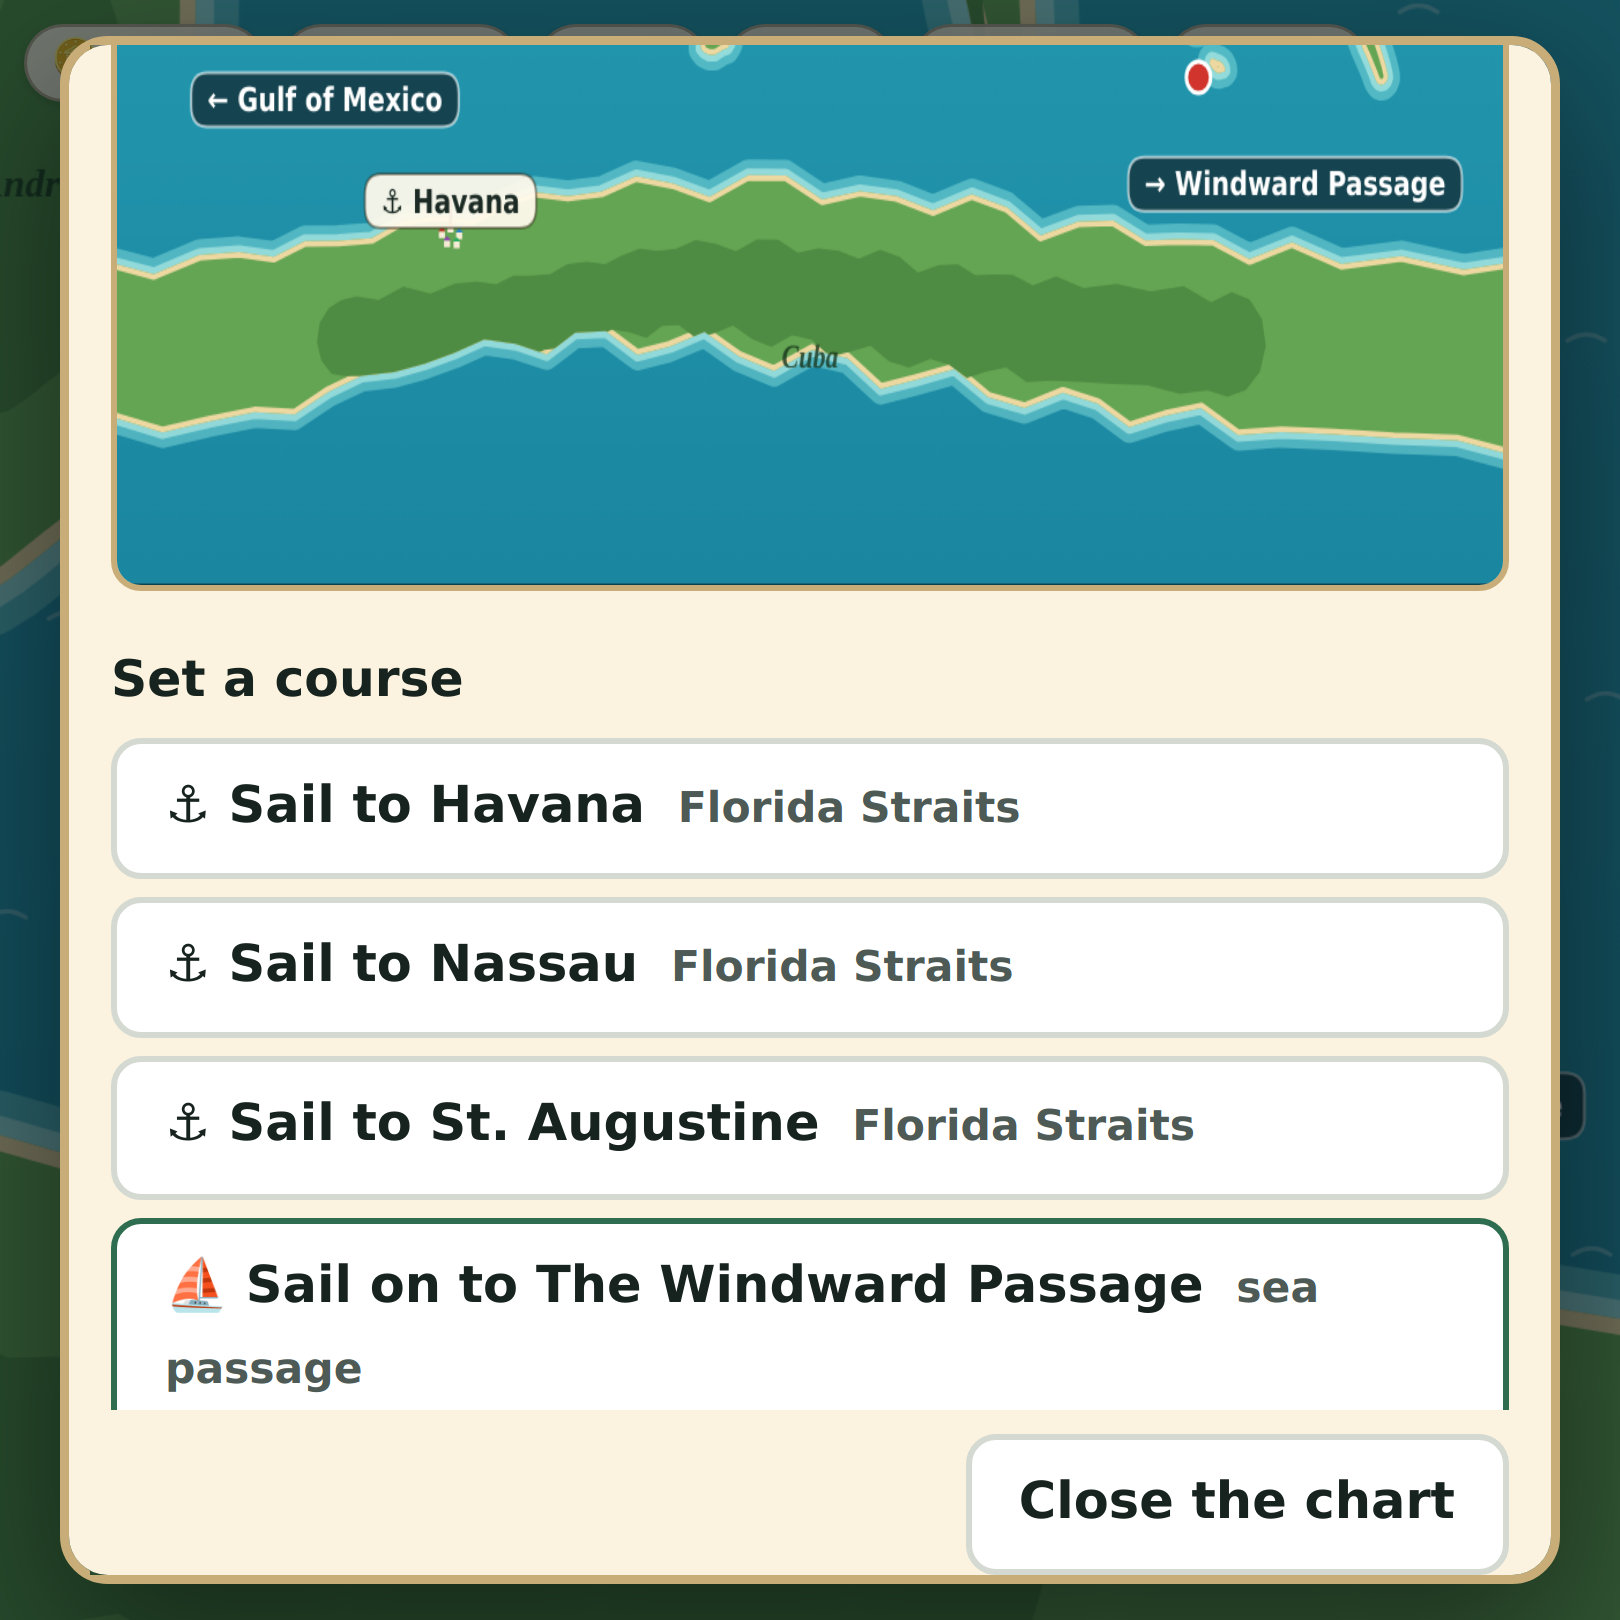 ← Gulf of Mexico
→ Windward Passage
⚓ Havana
Cuba
Set a course
⚓ Sail to Havana Florida Straits
⚓ Sail to Nassau Florida Straits
⚓ Sail to St. Augustine Florida Straits
⛵ Sail on to The Windward Passage sea
passage
Close the chart